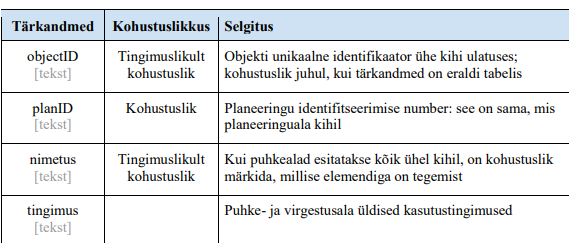 Tärkandmed Kohustuslikkus Selgitus
objectID Tingimuslikult Objekti unikaalne identifikaator ühe kihi ulatuses;
[tekst] kohustuslik kohustuslik juhul, kui tärkandmed on eraldi tabelis
planID Kohustuslik Planeeringu identifitseerimise number: see on sama, mis
[tekst] planeeringuala kihil
nimetus Tingimuslikult Kui puhkealad esitatakse kõik ühel kihil, on kohustuslik
[tekst] kohustuslik märkida, millise elemendiga on tegemist
tingimus Puhke- ja virgestusala üldised kasutustingimused
[tekst]